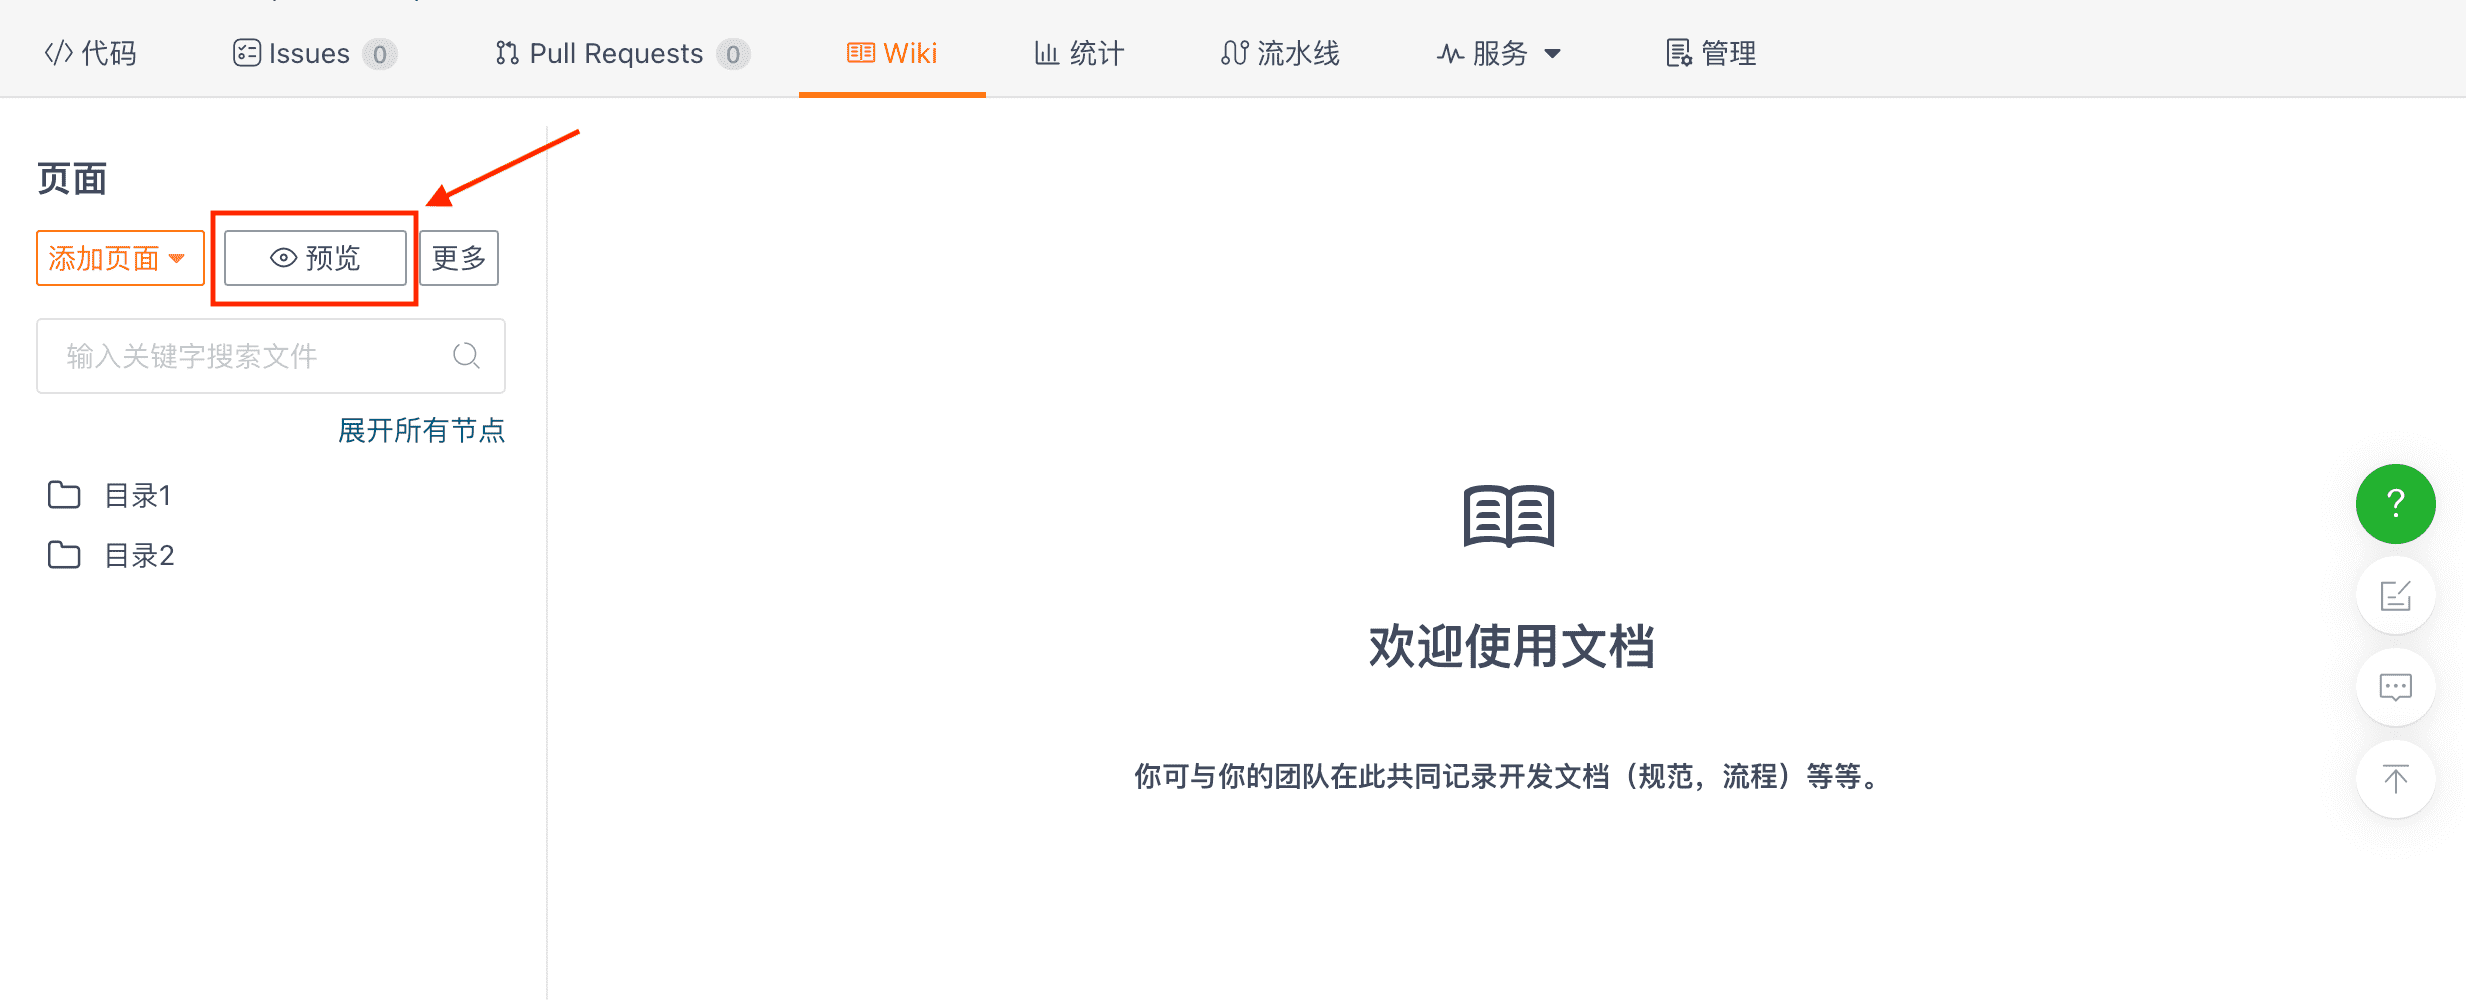 代码 Issues 0 Pull Requests 0 Wiki 统计 流水线 服务 管理
页面
添加页面 预览 更多
输入关键字搜索文件
展开所有节点
目录1
目录2
欢迎使用文档
你可与你的团队在此共同记录开发文档（规范，流程）等等。
?